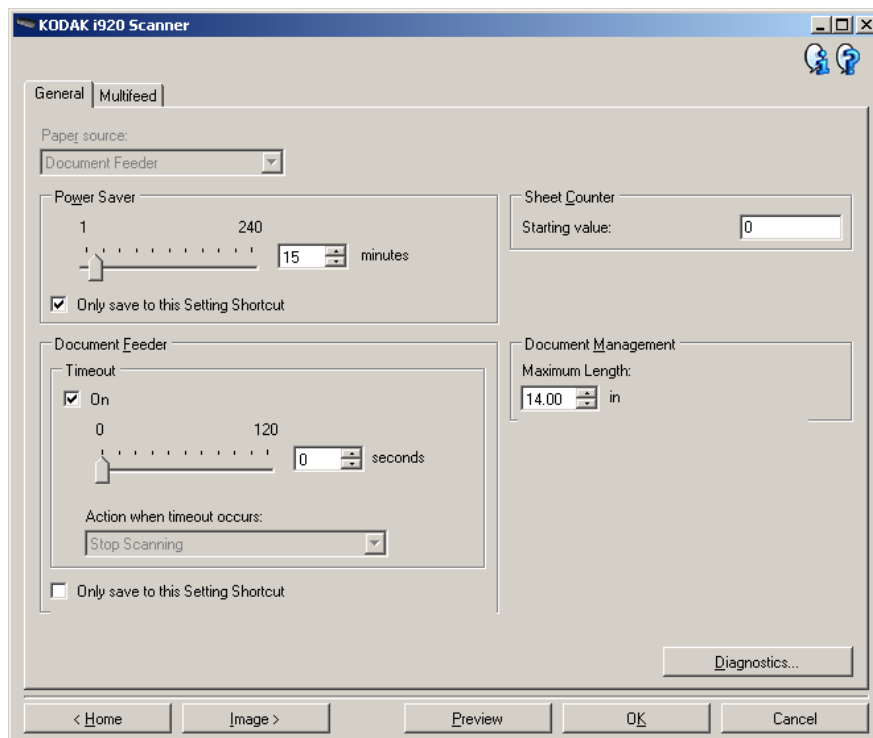 KODAK i920 Scanner
General
Multifeed
Paper source:
Document Feeder
Power Saver
1 240
15 minutes
Only save to this Setting Shortcut
Sheet Counter
Starting value: 0
Document Feeder
Timeout
On
0 120
0 seconds
Action when timeout occurs:
Stop Scanning
Only save to this Setting Shortcut
Document Management
Maximum Length:
14.00 in
Diagnostics...
< Home
Image >
Preview
OK
Cancel